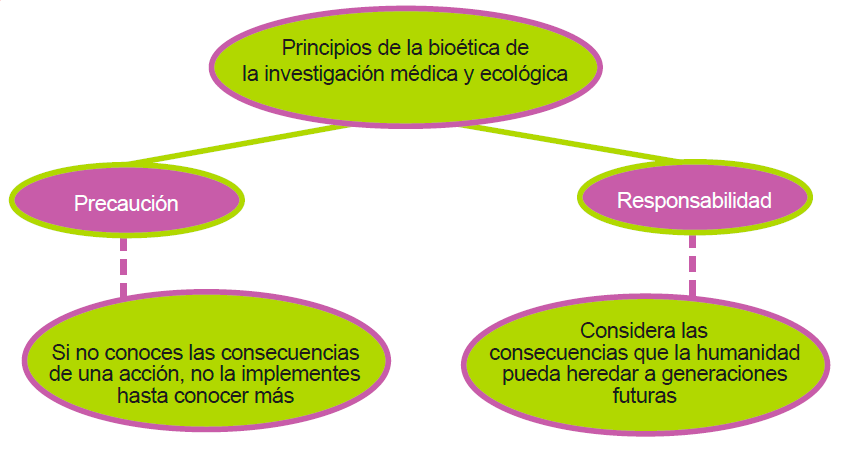 Principios de la bioética de
la investigación médica y ecológica
Precaución
Responsabilidad
Si no conoces las consecuencias
de una acción, no la implementes
hasta conocer más
Considera las
consecuencias que la humanidad
pueda heredar a generaciones
futuras